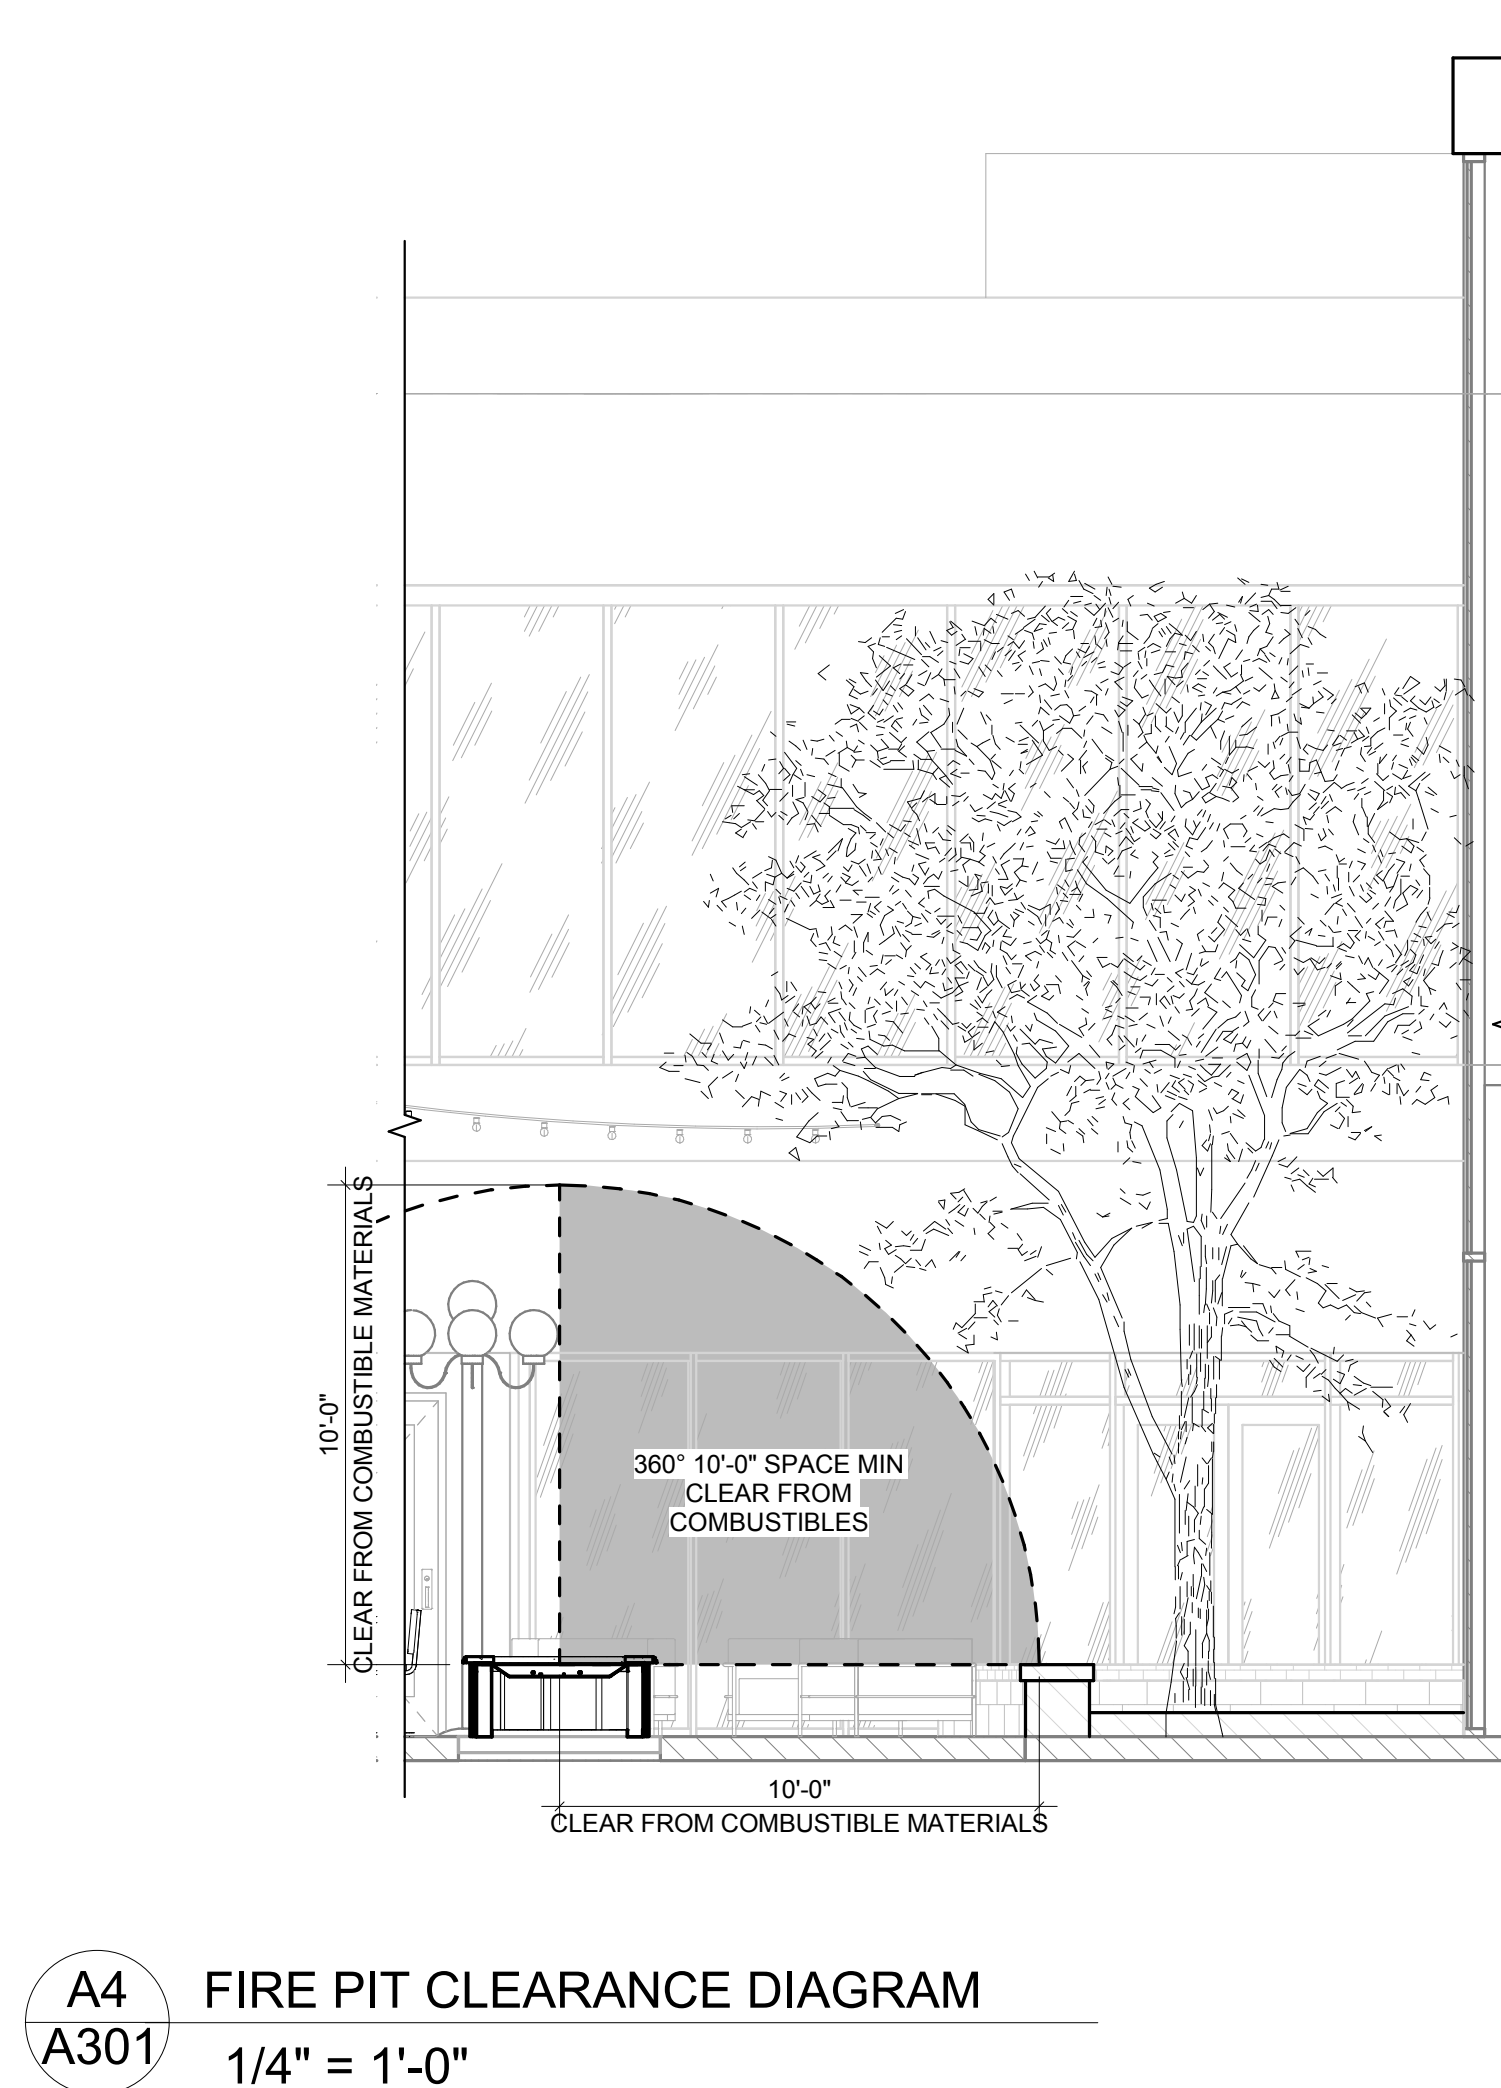 10'-0"
CLEAR FROM COMBUSTIBLE MATERIALS
360° 10'-0" SPACE MIN
CLEAR FROM
COMBUSTIBLES
10'-0"
CLEAR FROM COMBUSTIBLE MATERIALS
A4
A301
FIRE PIT CLEARANCE DIAGRAM
1/4" = 1'-0"